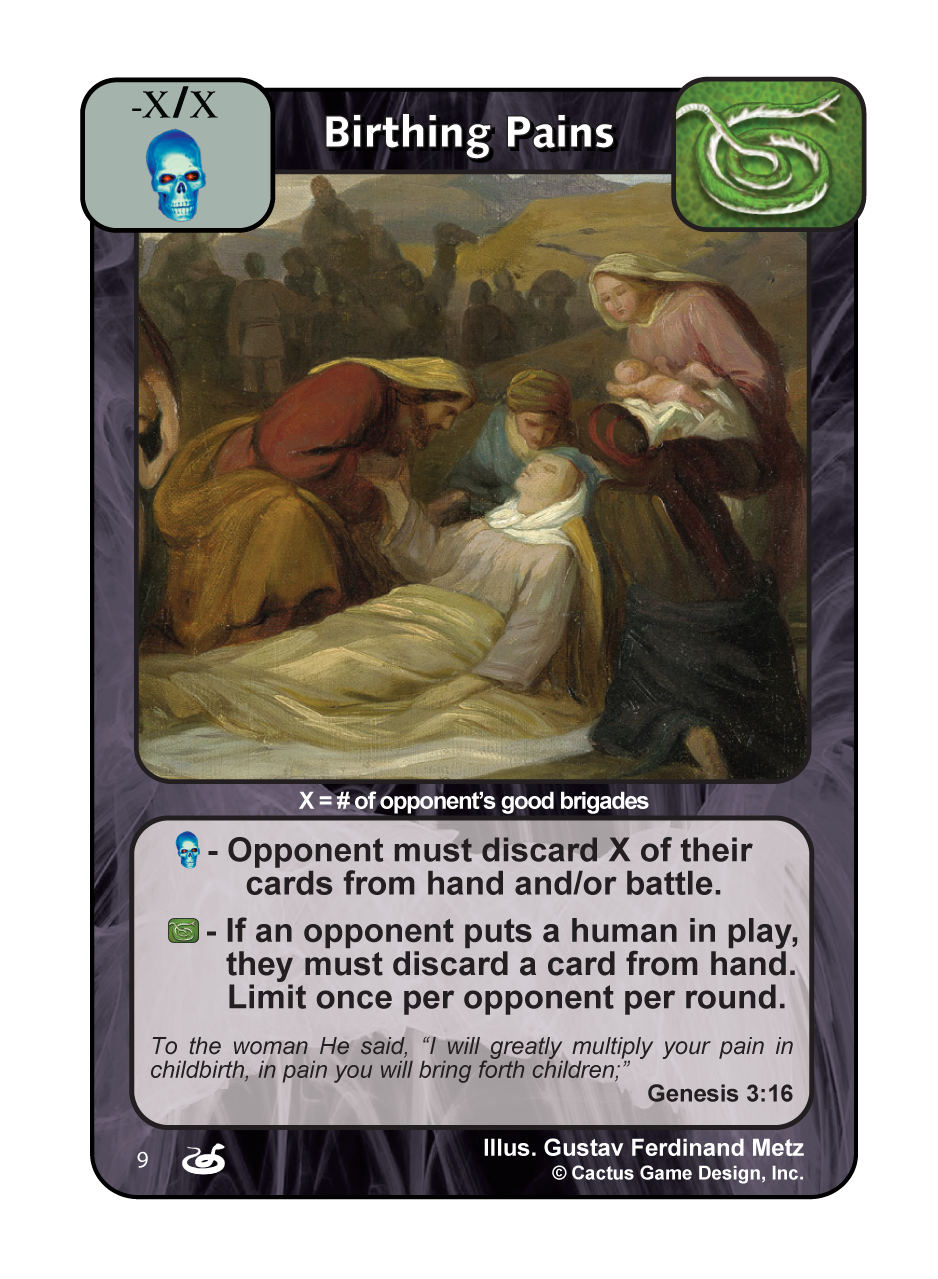 -X/X
Birthing Pains
X = # of opponent's good brigades
- Opponent must discard X of their
cards from hand and/or battle.
- If an opponent puts a human in play,
they must discard a card from hand.
Limit once per opponent per round.
To the woman He said, “I will greatly multiply your pain in
childbirth, in pain you will bring forth children;”
Genesis 3:16
9
Illus. Gustav Ferdinand Metz
© Cactus Game Design, Inc.